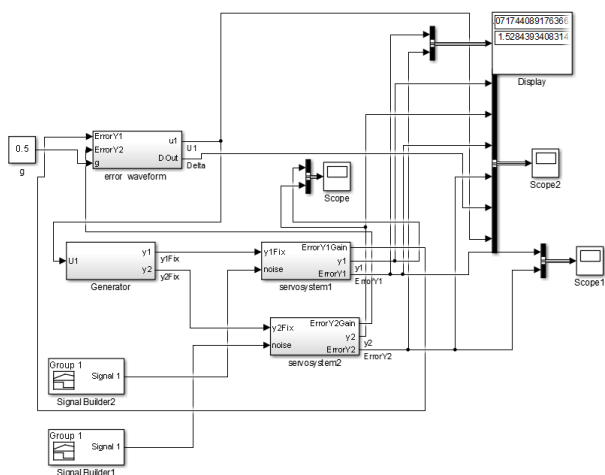 071744089176366
1.5284393408314
Display
ErrorY1
ErrorY2
g
u1
D Out
U1
Delta
error waveform
0.5
g
Scope
Scope2
Scope1
U1
y1
y2
y1Fix
y2Fix
Generator
y1Fix
noise
ErrorY1Gain
y1
ErrorY1
y1
ErrorY1
servosystem1
y2Fix
noise
ErrorY2Gain
y2
ErrorY2
y2
ErrorY2
servosystem2
Group 1
Signal 1
Signal Builder2
Group 1
Signal 1
Signal Builder1